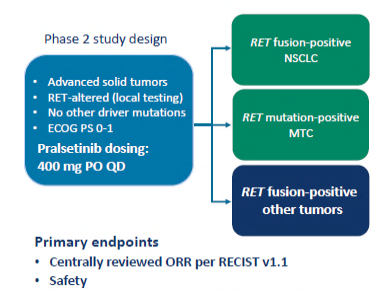 Phase 2 study design
• Advanced solid tumors
• RET-altered (local testing)
• No other driver mutations
• ECOG PS 0-1
Pralsetinib dosing:
400 mg PO QD
RET fusion-positive
NSCLC
RET mutation-positive
MTC
RET fusion-positive
other tumors
Primary endpoints
• Centrally reviewed ORR per RECIST v1.1
• Safety